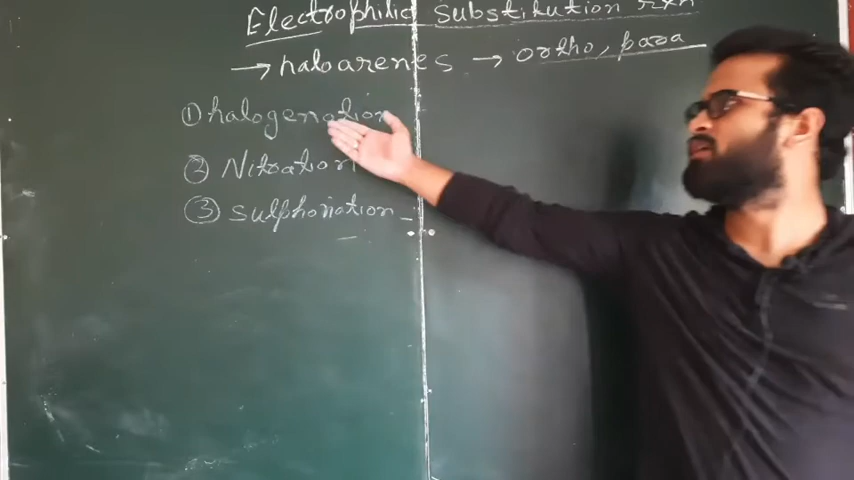 Electrophilic Substitution rxn
→ haloarenes → ortho, para
① halogenation
② Nitration
③ sulphonation